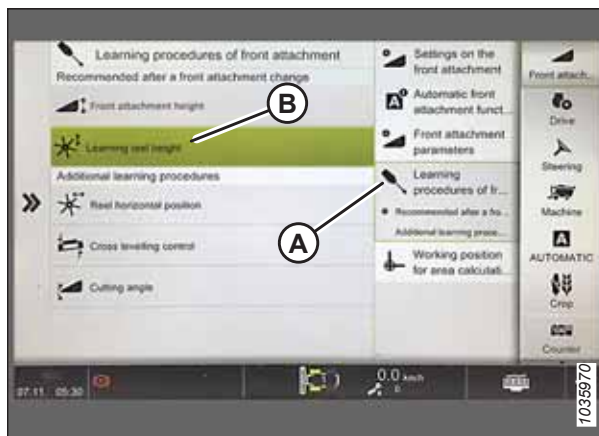 B
Learning procedures of front attachment
Recommended after a front attachment change
Front attachment height
Learning reel height
Additional learning procedures
Reel horizontal position
Cross levelling control
Cutting angle
Settings on the
front attachment
Automatic front
attachment funct...
Front attachment
parameters
Learning
procedures of fr...
Recommended after a fro...
Additional learning proce...
Working position
for area calculati...
A
Front attach...
Drive
Steering
Machine
A
AUTOMATIC
Crop
Counter
07.11. 05:30
0.0 km/h
0
1035970